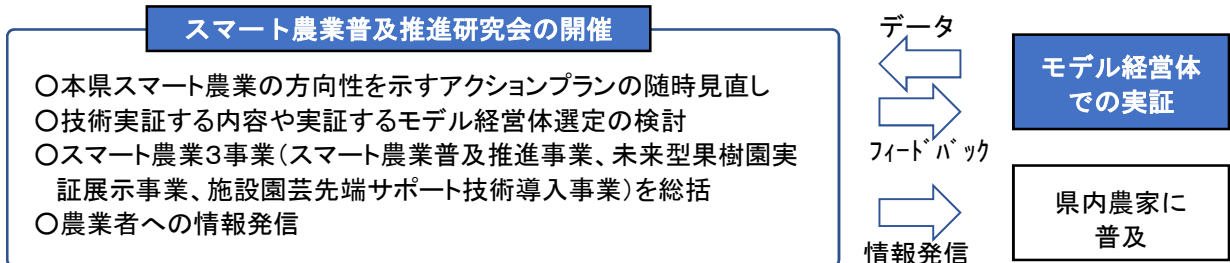 スマート農業普及推進研究会の開催
〇本県スマート農業の方向性を示すアクションプランの随時見直し
〇技術実証する内容や実証するモデル経営体選定の検討
〇スマート農業3事業(スマート農業普及推進事業、未来型果樹園実
証展示事業、施設園芸先端サポート技術導入事業)を総括
〇農業者への情報発信
データ
フィードバック
情報発信
モデル経営体
での実証
県内農家に
普及